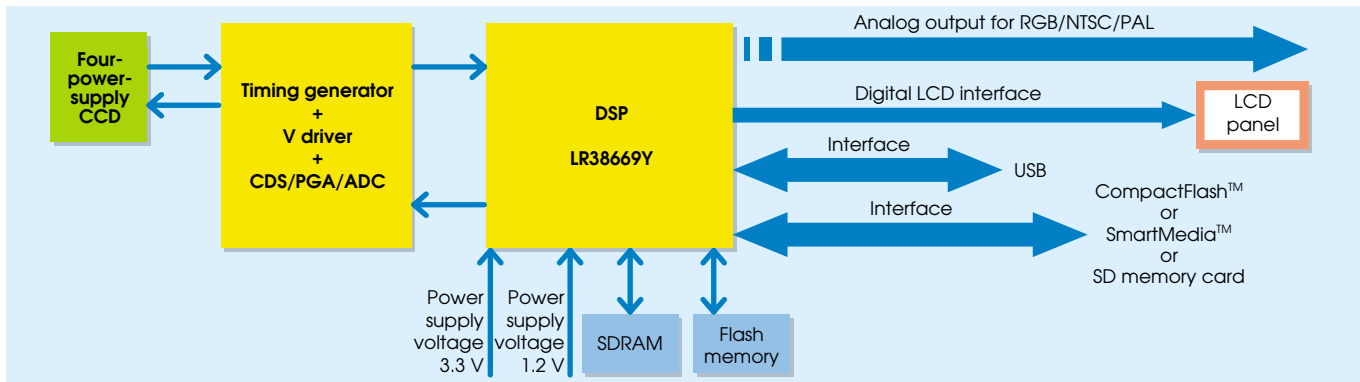 Four-
power-
supply
CCD
Timing generator
+
V driver
+
CDS/PGA/ADC
DSP
LR38669Y
Analog output for RGB/NTSC/PAL
Digital LCD interface
LCD
panel
Interface
USB
Interface
CompactFlash™
or
SmartMedia™
or
SD memory card
Power
supply
voltage
3.3 V
Power
supply
voltage
1.2 V
SDRAM
Flash
memory